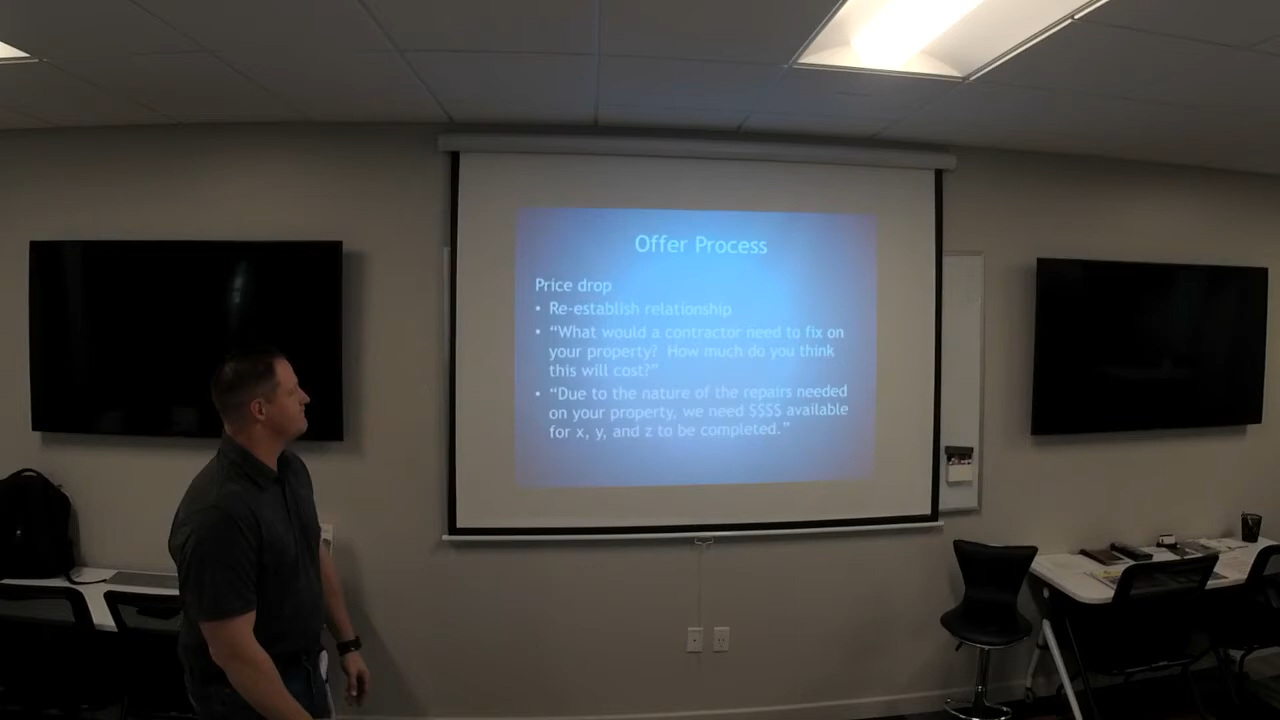 Offer Process
Price drop
• Re-establish relationship
• “What would a contractor need to fix on
your property? How much do you think
this will cost?”
• “Due to the nature of the repairs needed
on your property, we need $$$$ available
for x, y, and z to be completed.”